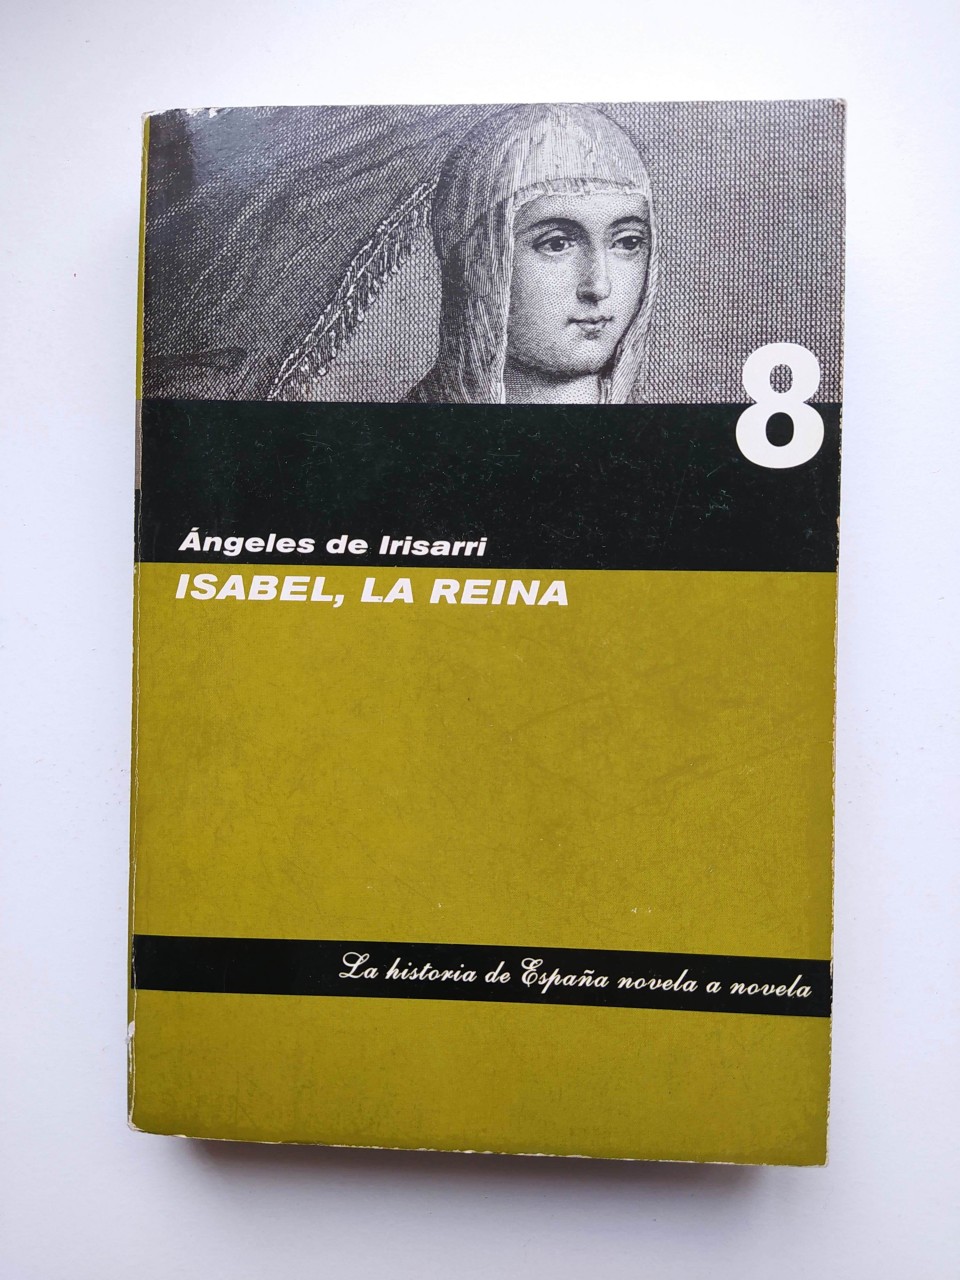 8
Ángeles de Irisarri
ISABEL, LA REINA
La historia de España novela a novela